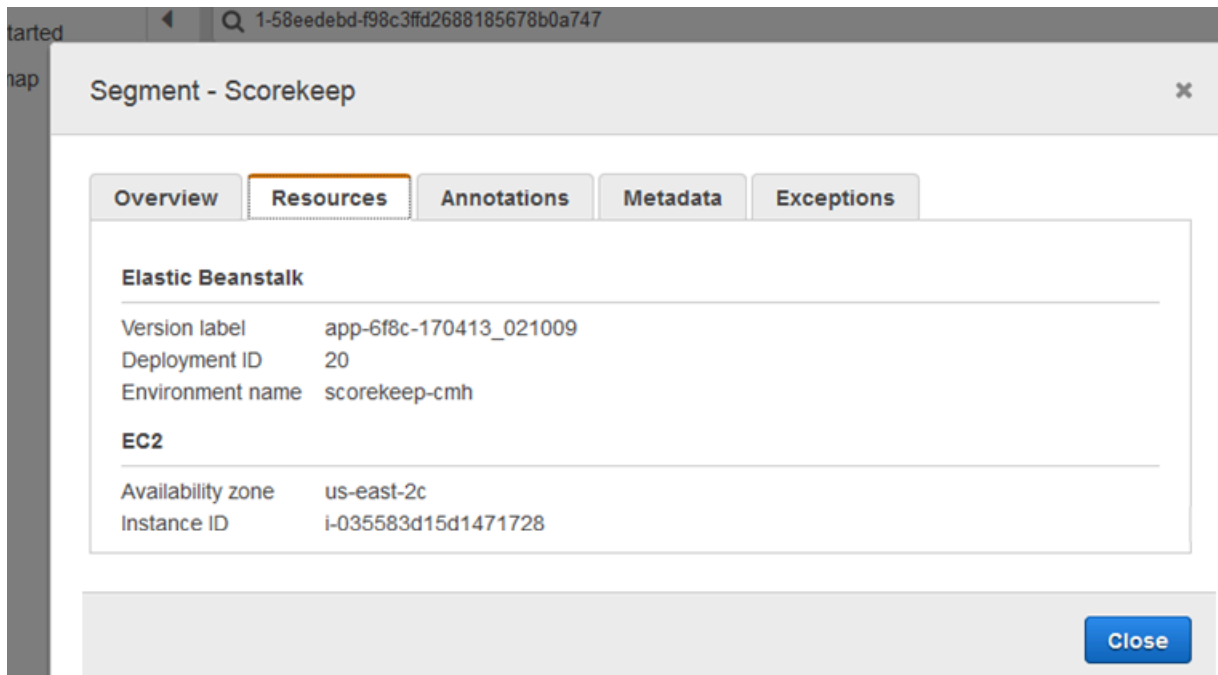 tarted
1-58eedebd-f98c3ffd2688185678b0a747
map
Segment - Scorekeep
Overview Resources Annotations Metadata Exceptions
Elastic Beanstalk
Version label app-6f8c-170413_021009
Deployment ID 20
Environment name scorekeep-cmh
EC2
Availability zone us-east-2c
Instance ID i-035583d15d1471728
Close